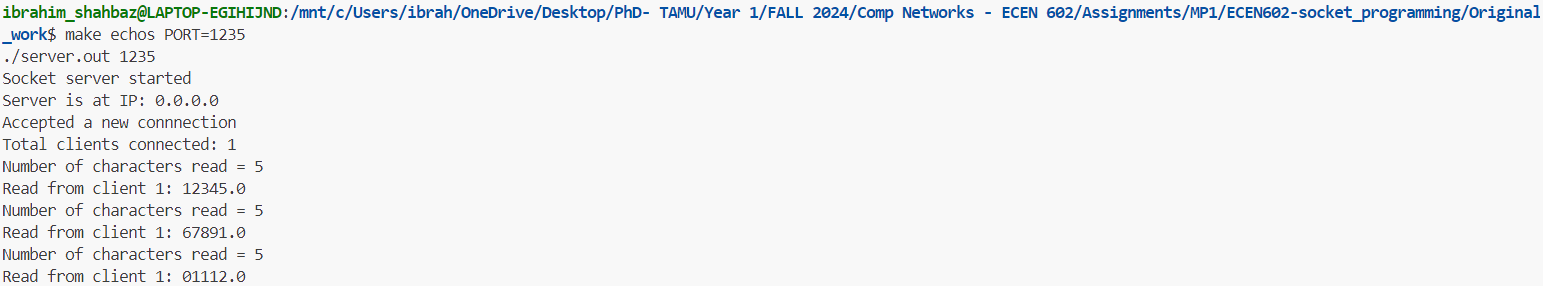 ibrahim_shahbaz@LAPTOP-EGIHIJND:/mnt/c/Users/ibrah/OneDrive/Desktop/PhD- TAMU/Year 1/FALL 2024/Comp Networks - ECEN 602/Assignments/MP1/ECEN602-socket_programming/Original
_work$ make echos PORT=1235
./server.out 1235
Socket server started
Server is at IP: 0.0.0.0
Accepted a new connnection
Total clients connected: 1
Number of characters read = 5
Read from client 1: 12345.0
Number of characters read = 5
Read from client 1: 67891.0
Number of characters read = 5
Read from client 1: 01112.0